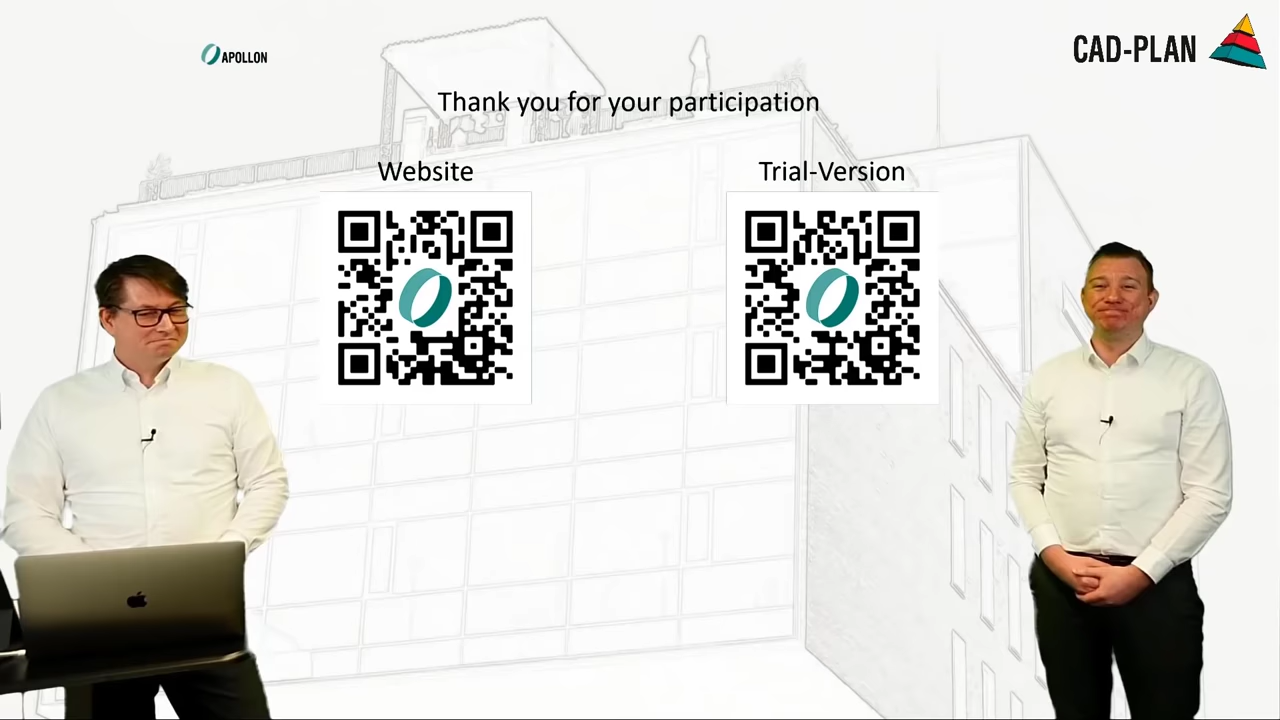 APOLLON
CAD-PLAN
Thank you for your participation
Website
Trial-Version